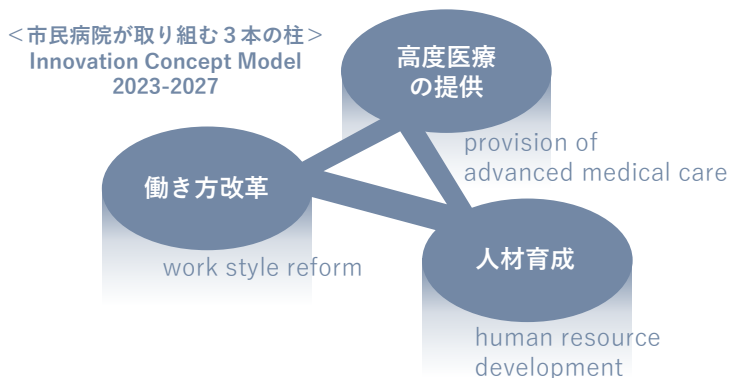 ＜市民病院が取り組む３本の柱＞
Innovation Concept Model
2023-2027
高度医療
の提供
provision of
advanced medical care
働き方改革
work style reform
人材育成
human resource
development